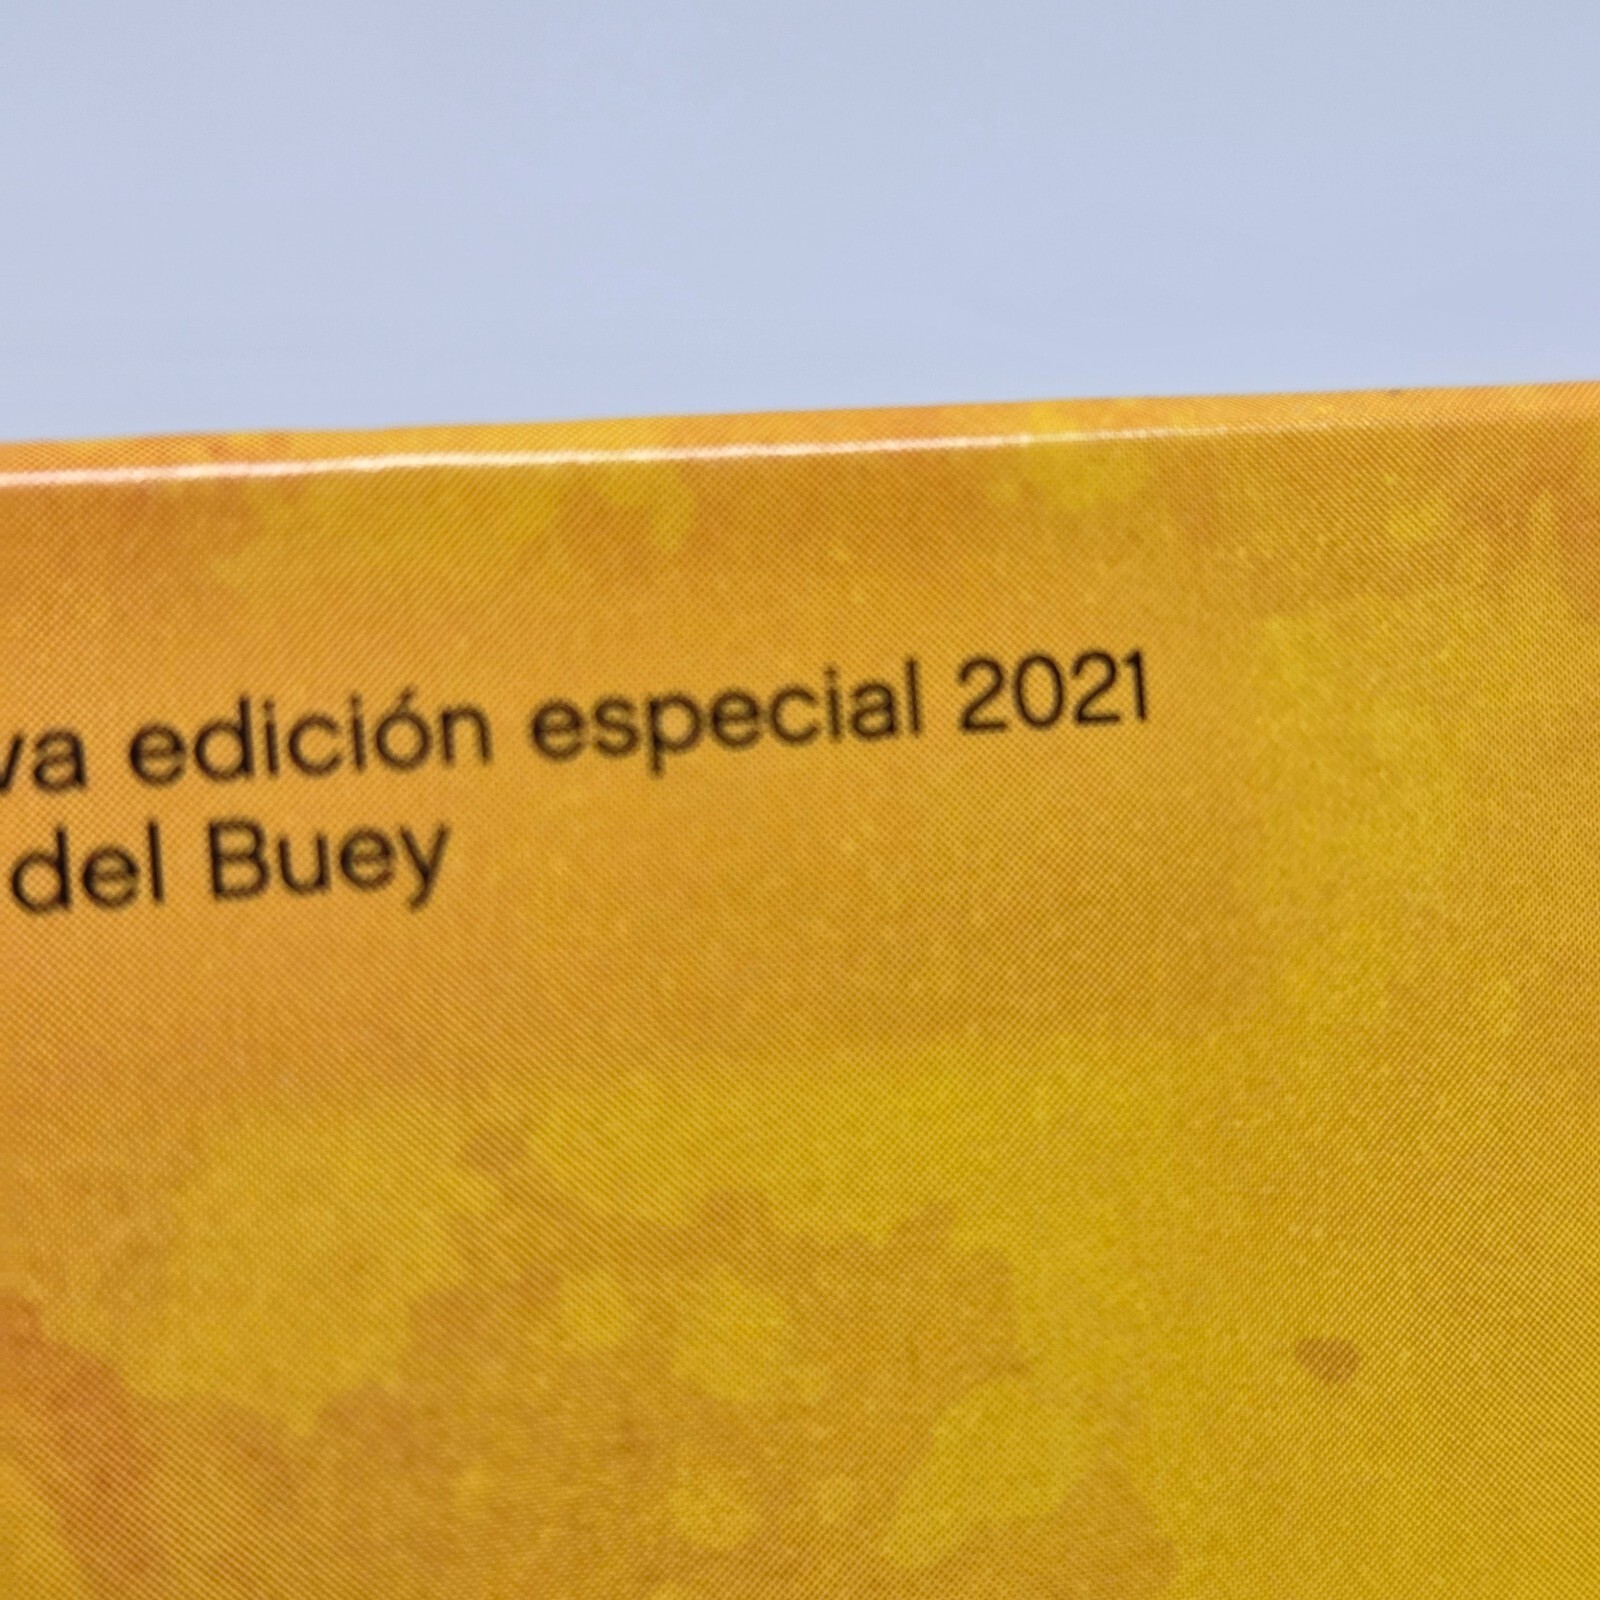 va edición especial 2021
del Buey